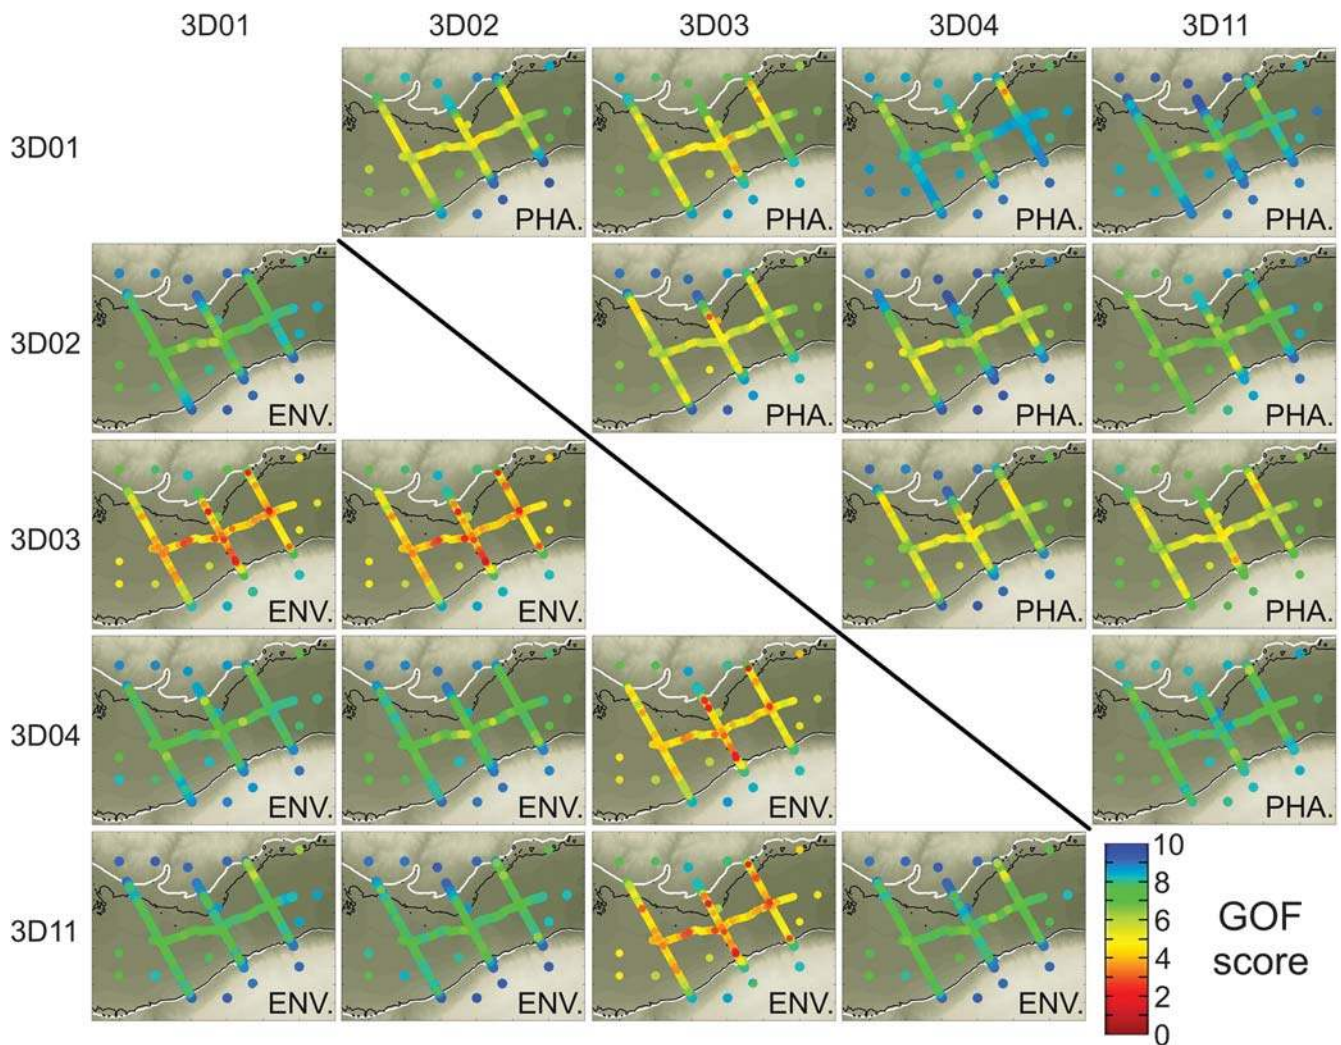 3D01 3D02 3D03 3D04 3D11
3D01
PHA. PHA. PHA. PHA.
3D02
ENV. PHA. PHA. PHA.
3D03
ENV. ENV. PHA. PHA.
3D04
ENV. ENV. ENV. PHA.
3D11
ENV. ENV. ENV. ENV.
10
8
6
4
2
0
GOF
score